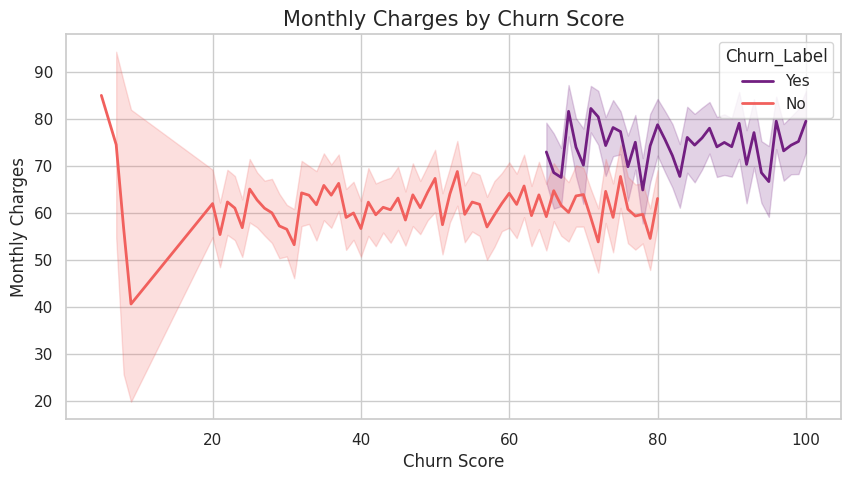 Monthly Charges by Churn Score
Churn_Label
Yes
No
Monthly Charges
90
80
70
60
50
40
30
20
20
40
60
80
100
Churn Score